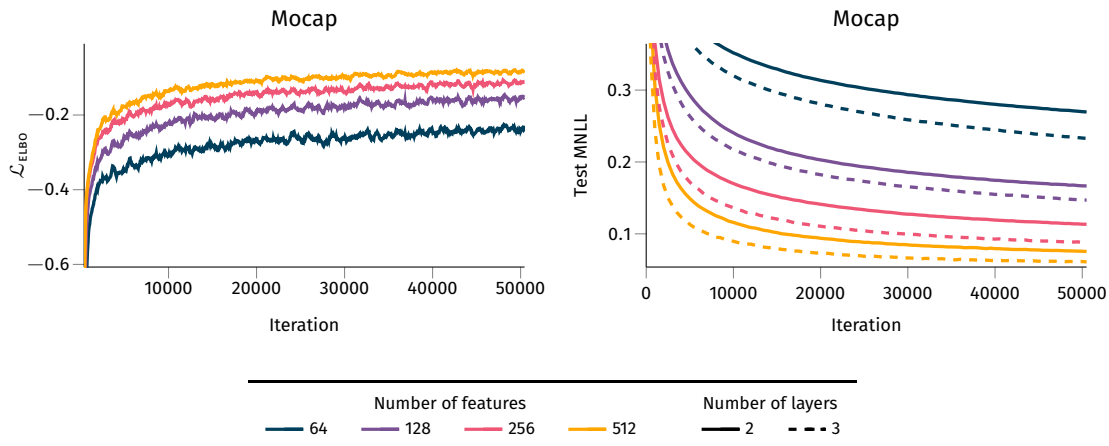 Mocap
−0.2
−0.4
−0.6
ℒELBO
10000 20000 30000 40000 50000
Iteration
Mocap
0.3
0.2
0.1
Test MNLL
0 10000 20000 30000 40000 50000
Iteration
Number of features Number of layers
64 128 256 512 2 3